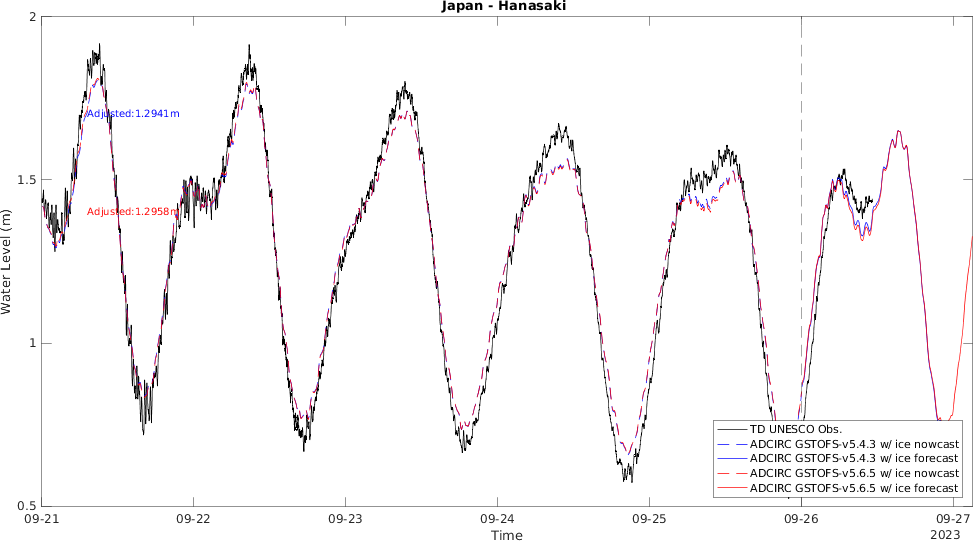 Japan - Hanasaki
2
1.5
1
0.5
Water Level (m)
Adjusted:1.2941m
Adjusted:1.2958m
TD UNESCO Obs.
ADCIRC GSTOFS-v5.4.3 w/ ice nowcast
ADCIRC GSTOFS-v5.4.3 w/ ice forecast
ADCIRC GSTOFS-v5.6.5 w/ ice nowcast
ADCIRC GSTOFS-v5.6.5 w/ ice forecast
09-21 09-22 09-23 09-24 09-25 09-26 09-27
Time
2023